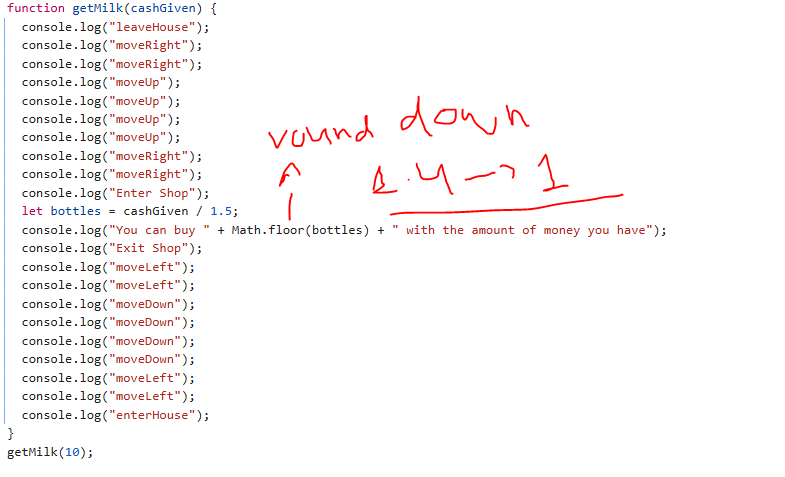 function getMilk(cashGiven) {
console.log("leaveHouse");
console.log("moveRight");
console.log("moveRight");
console.log("moveUp");
console.log("moveUp");
console.log("moveUp");
console.log("moveUp");
console.log("moveRight");
console.log("moveRight");
console.log("Enter Shop");
round down
1.4 → 1
let bottles = cashGiven / 1.5;
console.log("You can buy " + Math.floor(bottles) + " with the amount of money you have");
console.log("Exit Shop");
console.log("moveLeft");
console.log("moveLeft");
console.log("moveDown");
console.log("moveDown");
console.log("moveDown");
console.log("moveDown");
console.log("moveLeft");
console.log("moveLeft");
console.log("enterHouse");
}
getMilk(10);